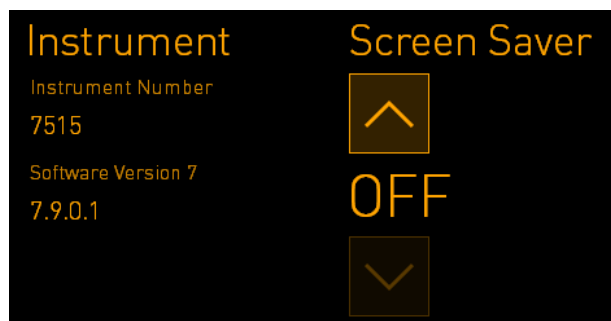 Instrument
Instrument Number
7515
Software Version 7
7.9.0.1
Screen Saver
OFF